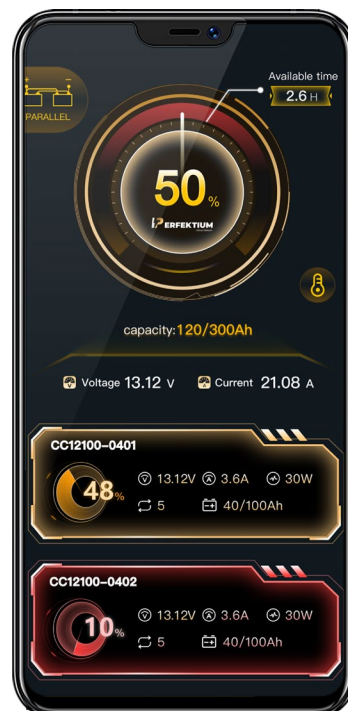 Available time
2.6 H
PARALLEL
50%
PERFEKTIUM
capacity:120/300Ah
Voltage 13.12 V Current 21.08 A
CC12100-0401
48% 13.12V 3.6A 30W
5 40/100Ah
CC12100-0402
10% 13.12V 3.6A 30W
5 40/100Ah